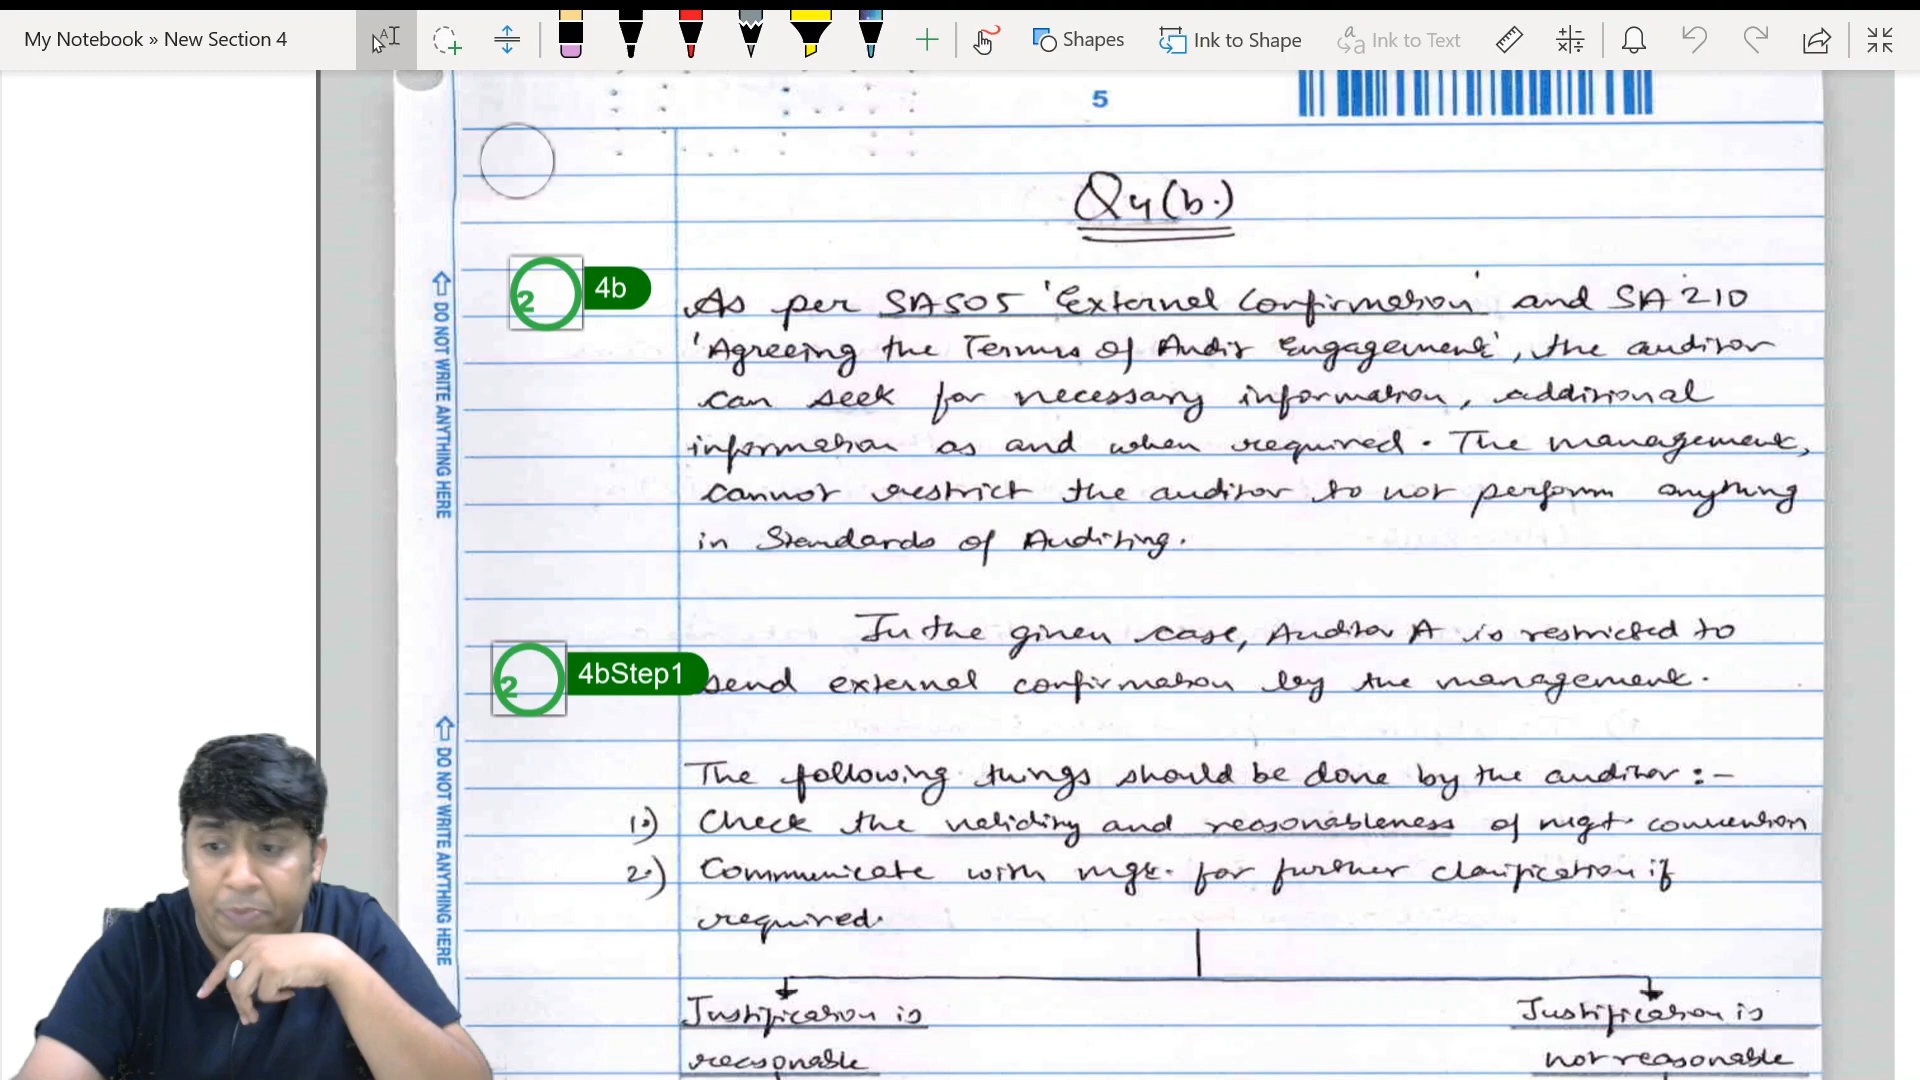 My Notebook » New Section 4
Shapes
Ink to Shape
Ink to Text
5
Q4(b.)
2 4b
As per SA 505 'External Confirmation' and SA 210
'Agreeing the Terms of Audit Engagement', the auditor
can seek for necessary information, additional
information as and when required. The management,
cannot restrict the auditor to not perform anything
in Standards of Auditing.
In the given case, Auditor A is restricted to
2 4bStep1
send external confirmation by the management.
The following things should be done by the auditor :-
1.) Check the validity and reasonableness of mgt. convention
2.) Communicate with mgt. for further clarification if
required.
Justification is
reasonable
Justification is
not reasonable
DO NOT WRITE ANYTHING HERE
DO NOT WRITE ANYTHING HERE